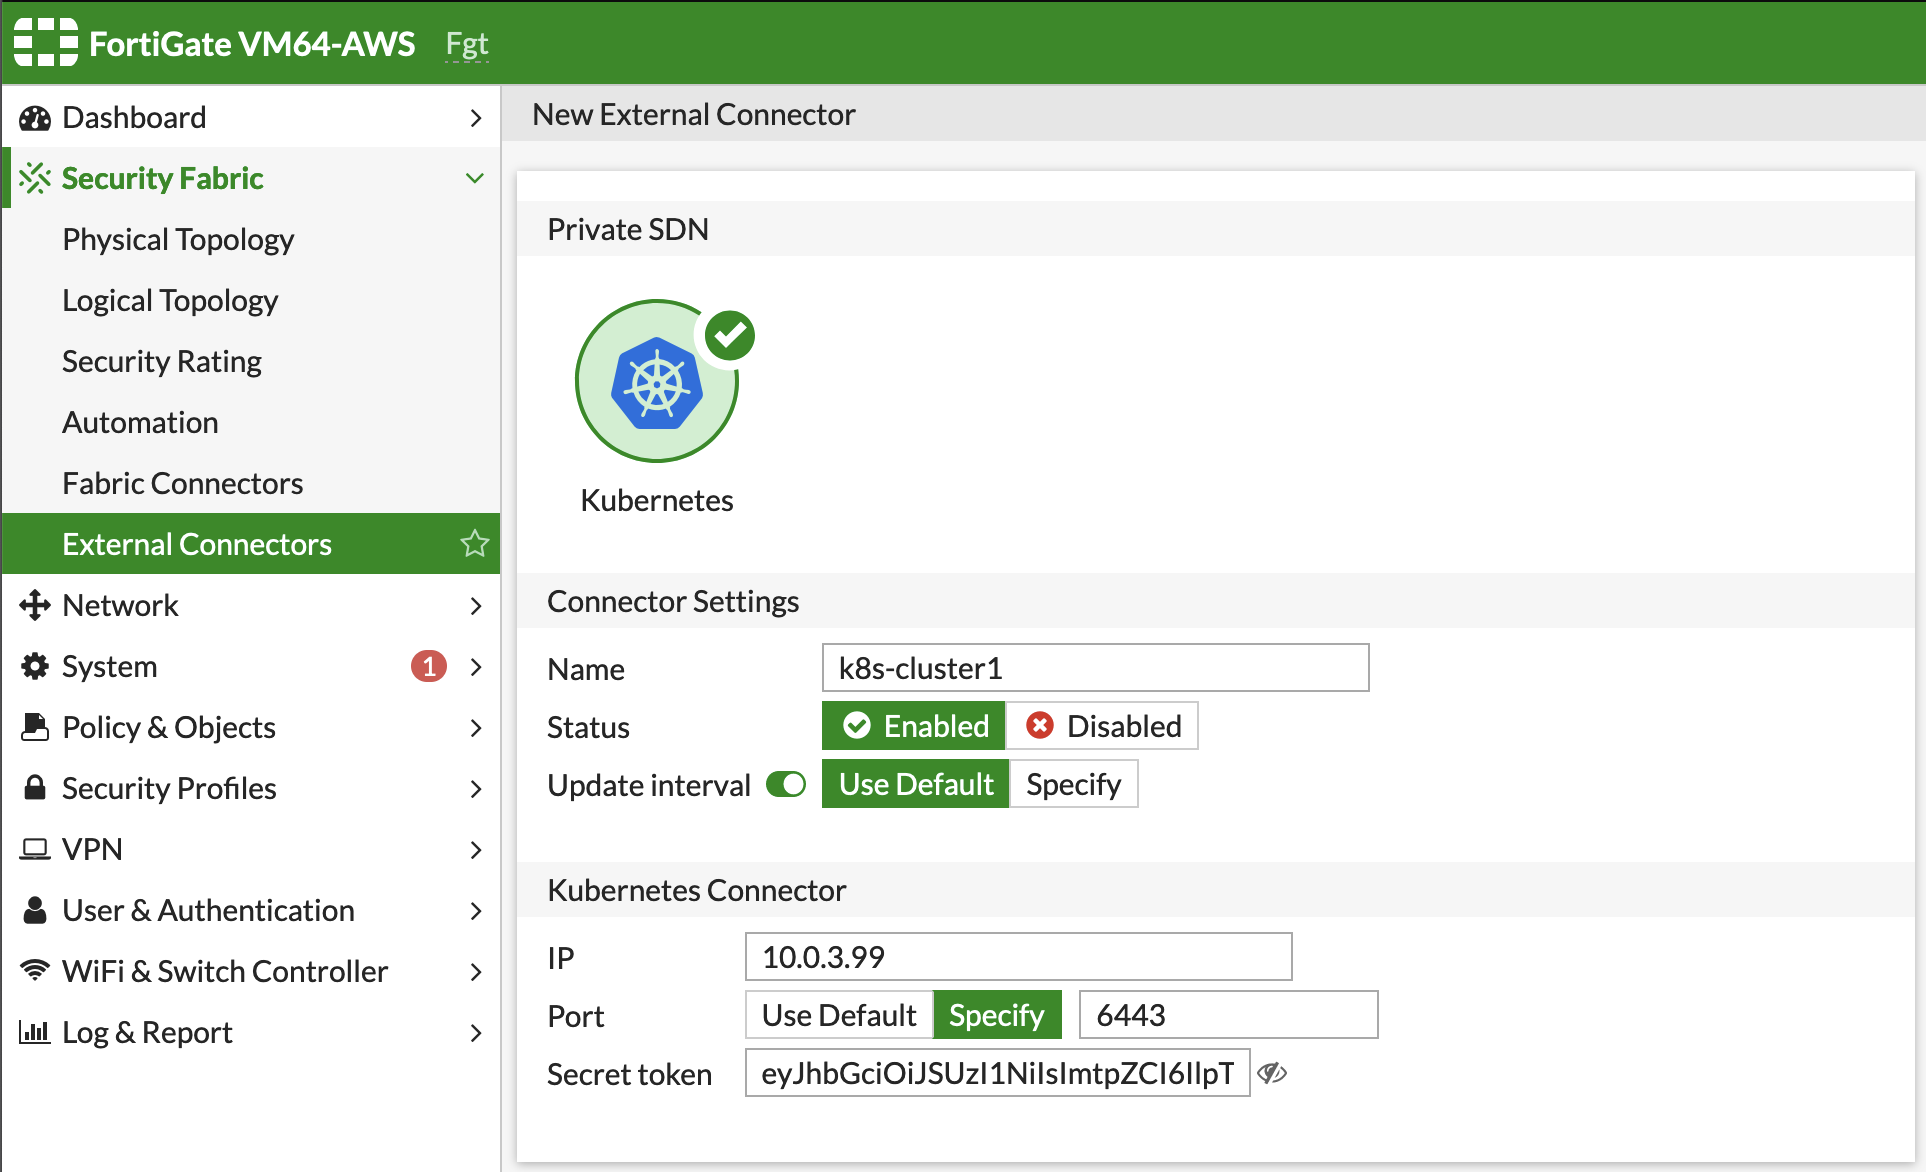 FortiGate VM64-AWS Fgt
Dashboard
Security Fabric
Physical Topology
Logical Topology
Security Rating
Automation
Fabric Connectors
External Connectors
Network
System 1
Policy & Objects
Security Profiles
VPN
User & Authentication
WiFi & Switch Controller
Log & Report
New External Connector
Private SDN
Kubernetes
Connector Settings
Name k8s-cluster1
Status Enabled Disabled
Update interval Use Default Specify
Kubernetes Connector
IP 10.0.3.99
Port Use Default Specify 6443
Secret token eyJhbGciOiJSUzI1NiIsImtpZCI6IlpT